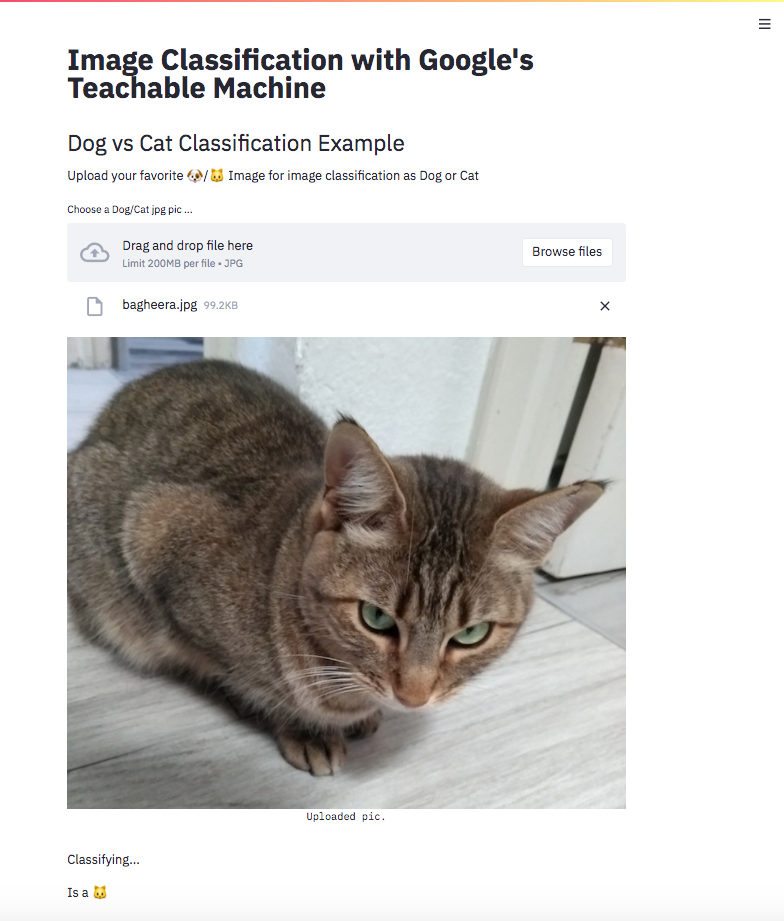 Image Classification with Google's
Teachable Machine
Dog vs Cat Classification Example
Upload your favorite 🐶/🐱 Image for image classification as Dog or Cat
Choose a Dog/Cat jpg pic ...
Drag and drop file here
Limit 200MB per file • JPG
Browse files
bagheera.jpg 99.2KB
Uploaded pic.
Classifying...
Is a 🐱